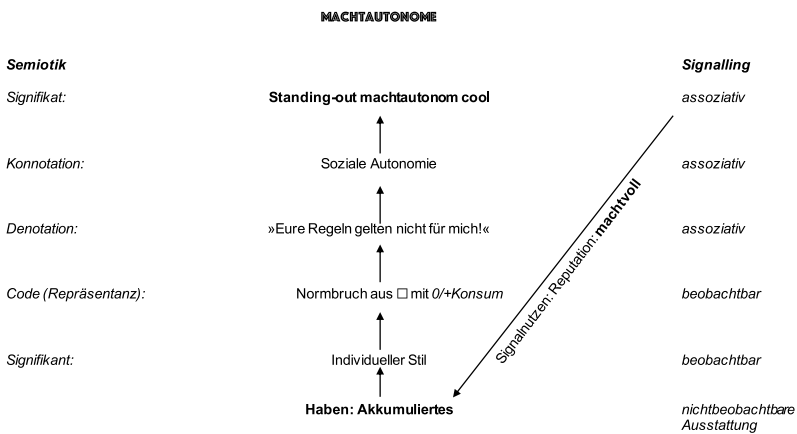 MACHTAUTONOME
Semiotik Signalling
Signifikat: Standing-out machtautonom cool assoziativ
Konnotation: Soziale Autonomie assoziativ
Denotation: »Eure Regeln gelten nicht für mich!« assoziativ
Signalnutzen: Reputation: machtvoll
Code (Repräsentanz): Normbruch aus □ mit 0/+Konsum beobachtbar
Signifikant: Individueller Stil beobachtbar
Haben: Akkumuliertes nichtbeobachtbare
Ausstattung